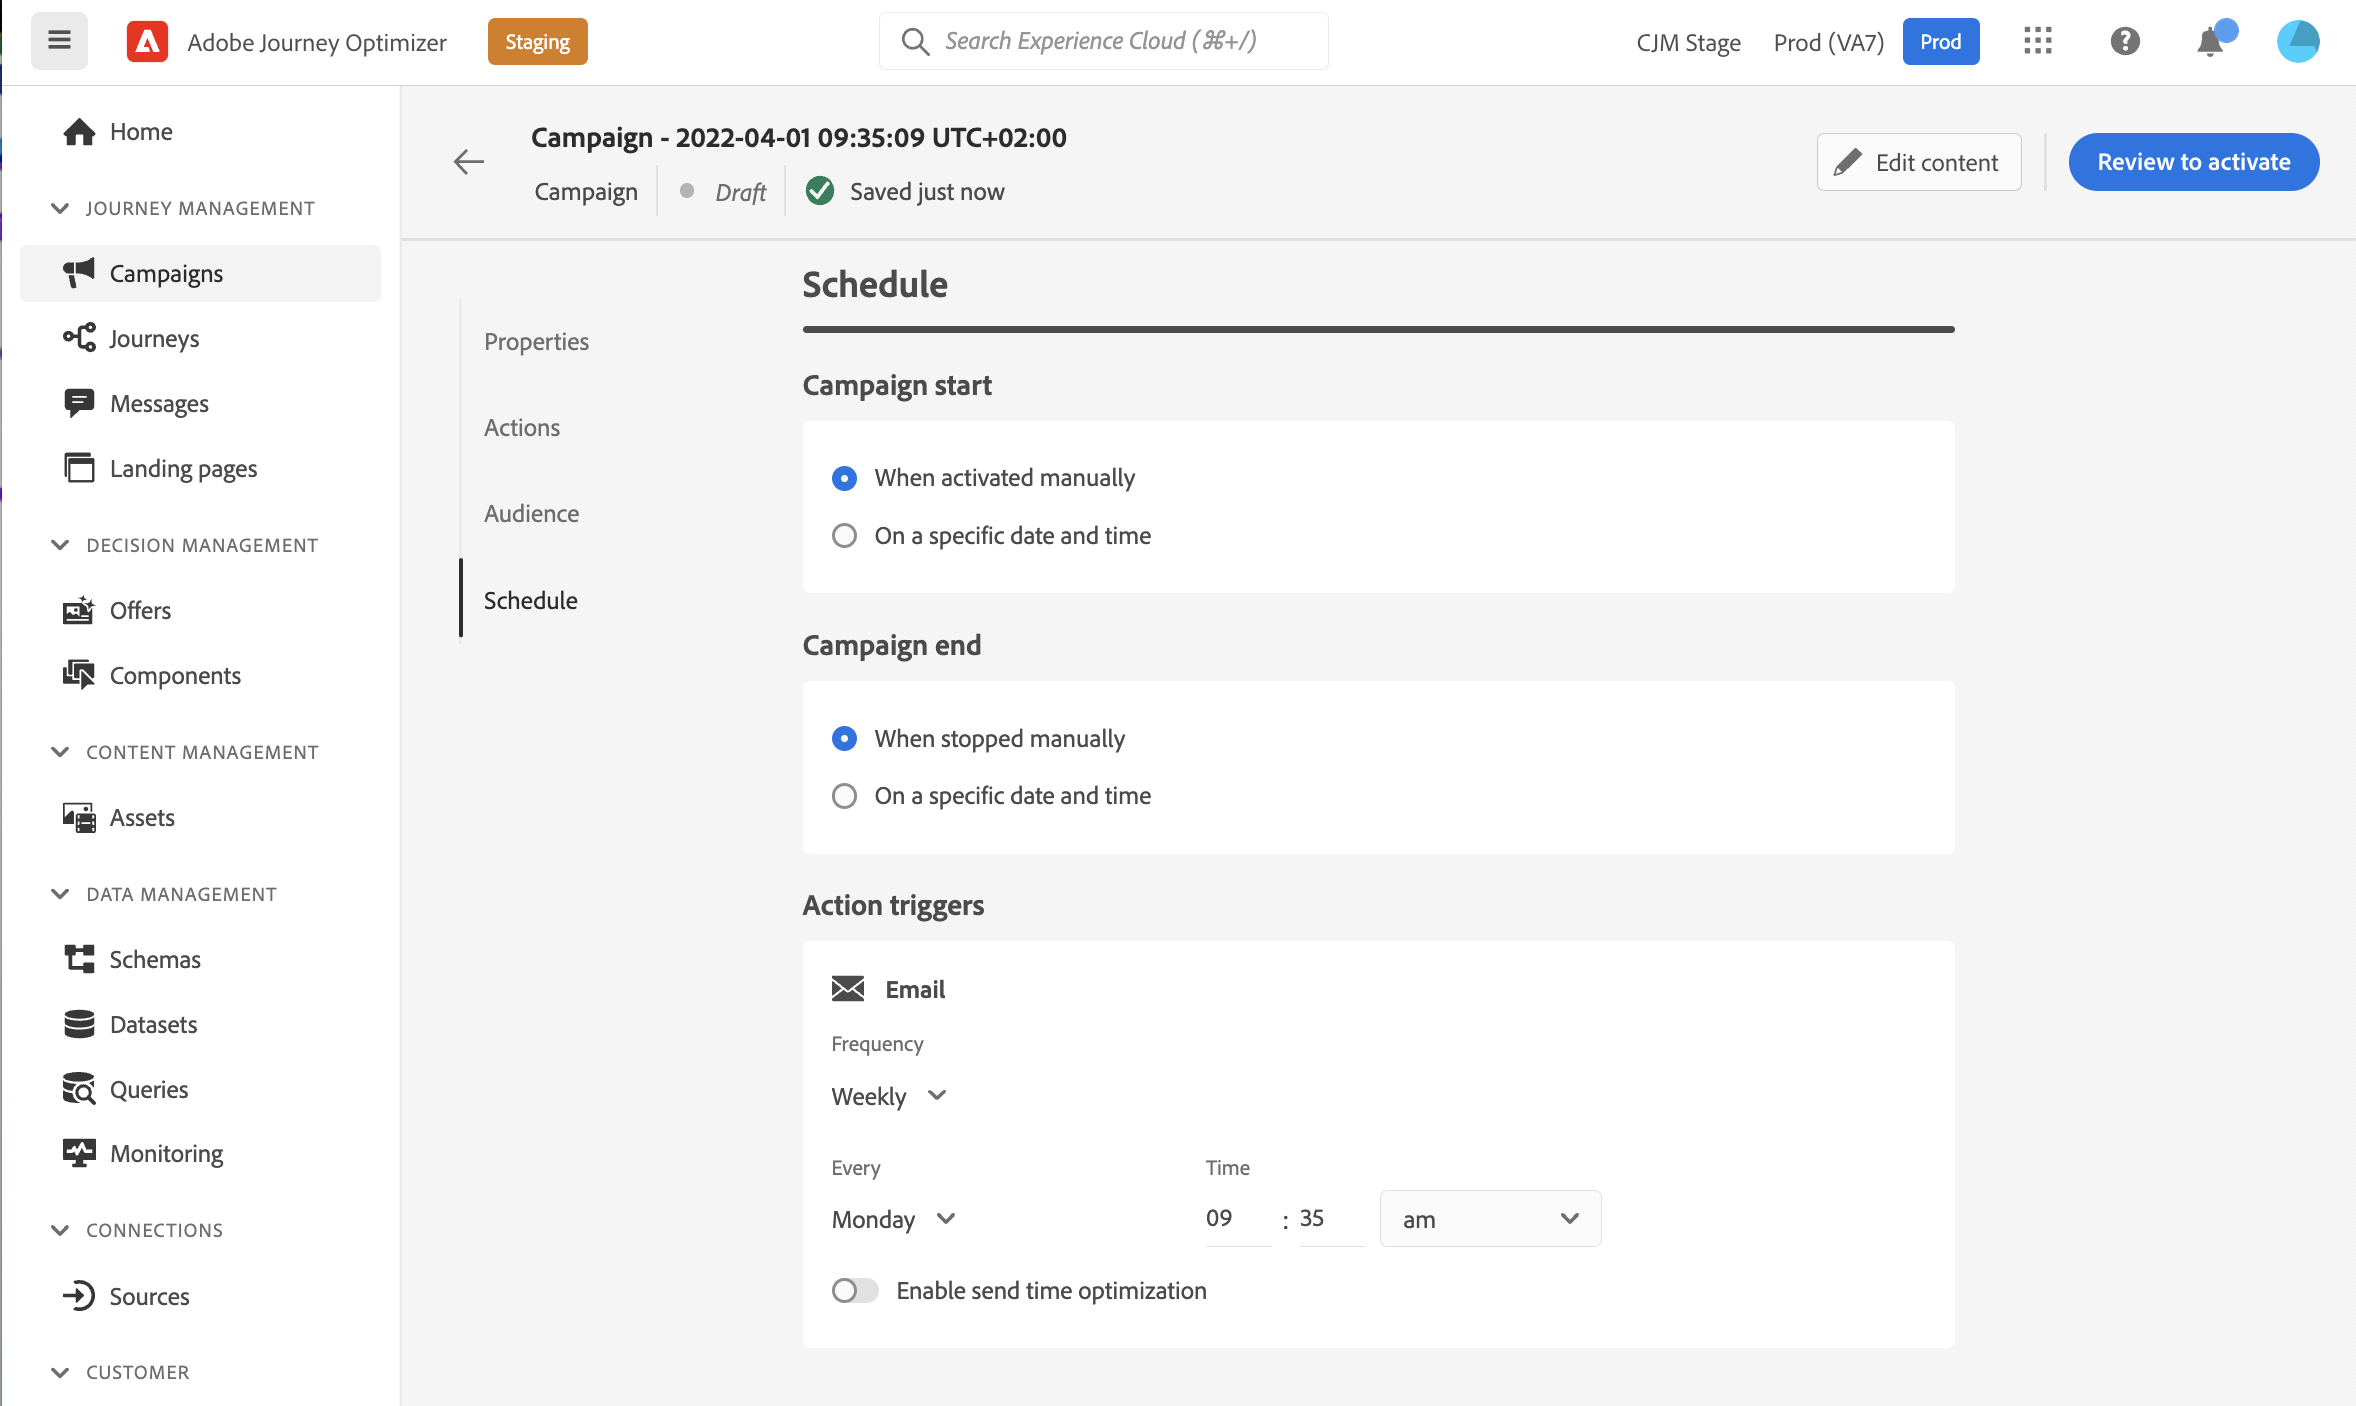 Adobe Journey Optimizer
Staging
Search Experience Cloud (⌘+/)
CJM Stage
Prod (VA7)
Prod
Home
JOURNEY MANAGEMENT
Campaigns
Journeys
Messages
Landing pages
DECISION MANAGEMENT
Offers
Components
CONTENT MANAGEMENT
Assets
DATA MANAGEMENT
Schemas
Datasets
Queries
Monitoring
CONNECTIONS
Sources
CUSTOMER
Campaign - 2022-04-01 09:35:09 UTC+02:00
Campaign
Draft
Saved just now
Edit content
Review to activate
Properties
Actions
Audience
Schedule
Schedule
Campaign start
When activated manually
On a specific date and time
Campaign end
When stopped manually
On a specific date and time
Action triggers
Email
Frequency
Weekly
Every
Time
Monday
09 : 35 am
Enable send time optimization